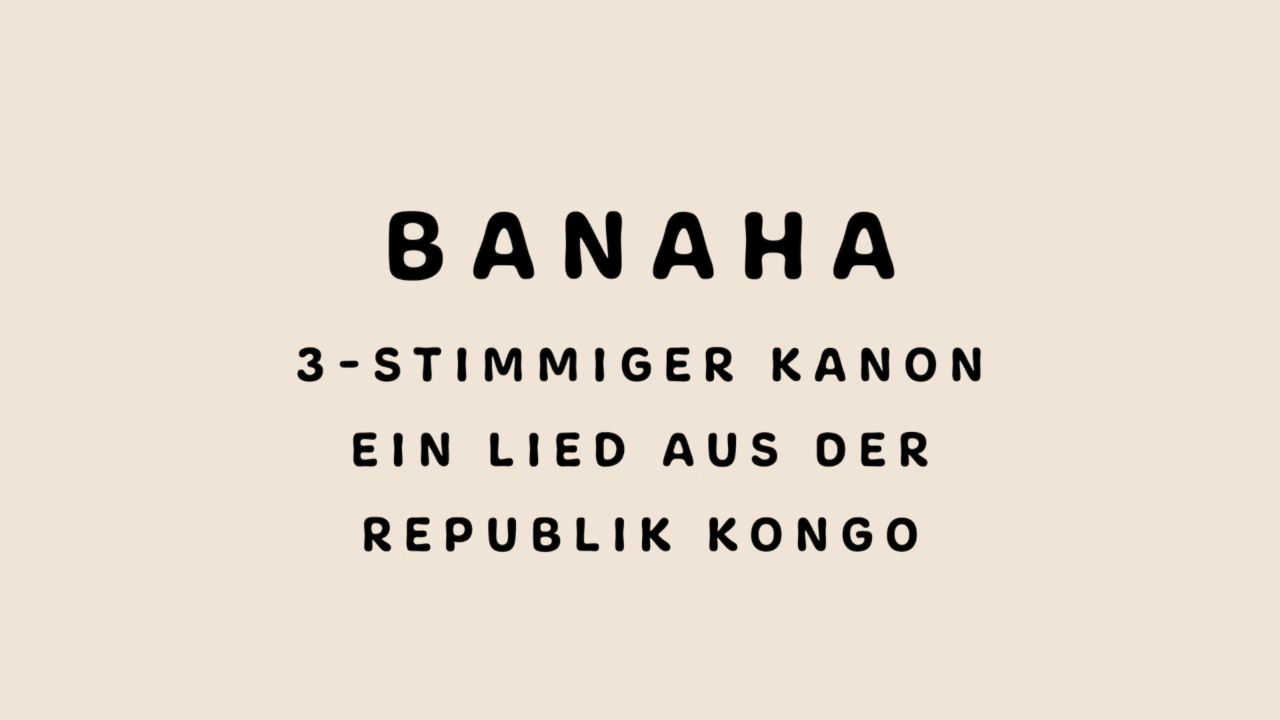 BANAHA
3-STIMMIGER KANON
EIN LIED AUS DER
REPUBLIK KONGO